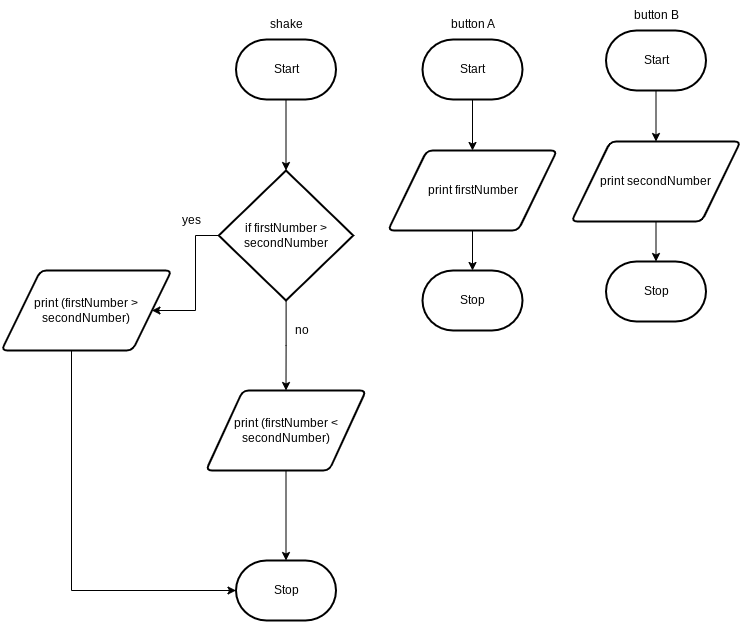 shake
Start
if firstNumber >
secondNumber
yes
print (firstNumber >
secondNumber)
no
print (firstNumber <
secondNumber)
Stop
button A
Start
print firstNumber
Stop
button B
Start
print secondNumber
Stop